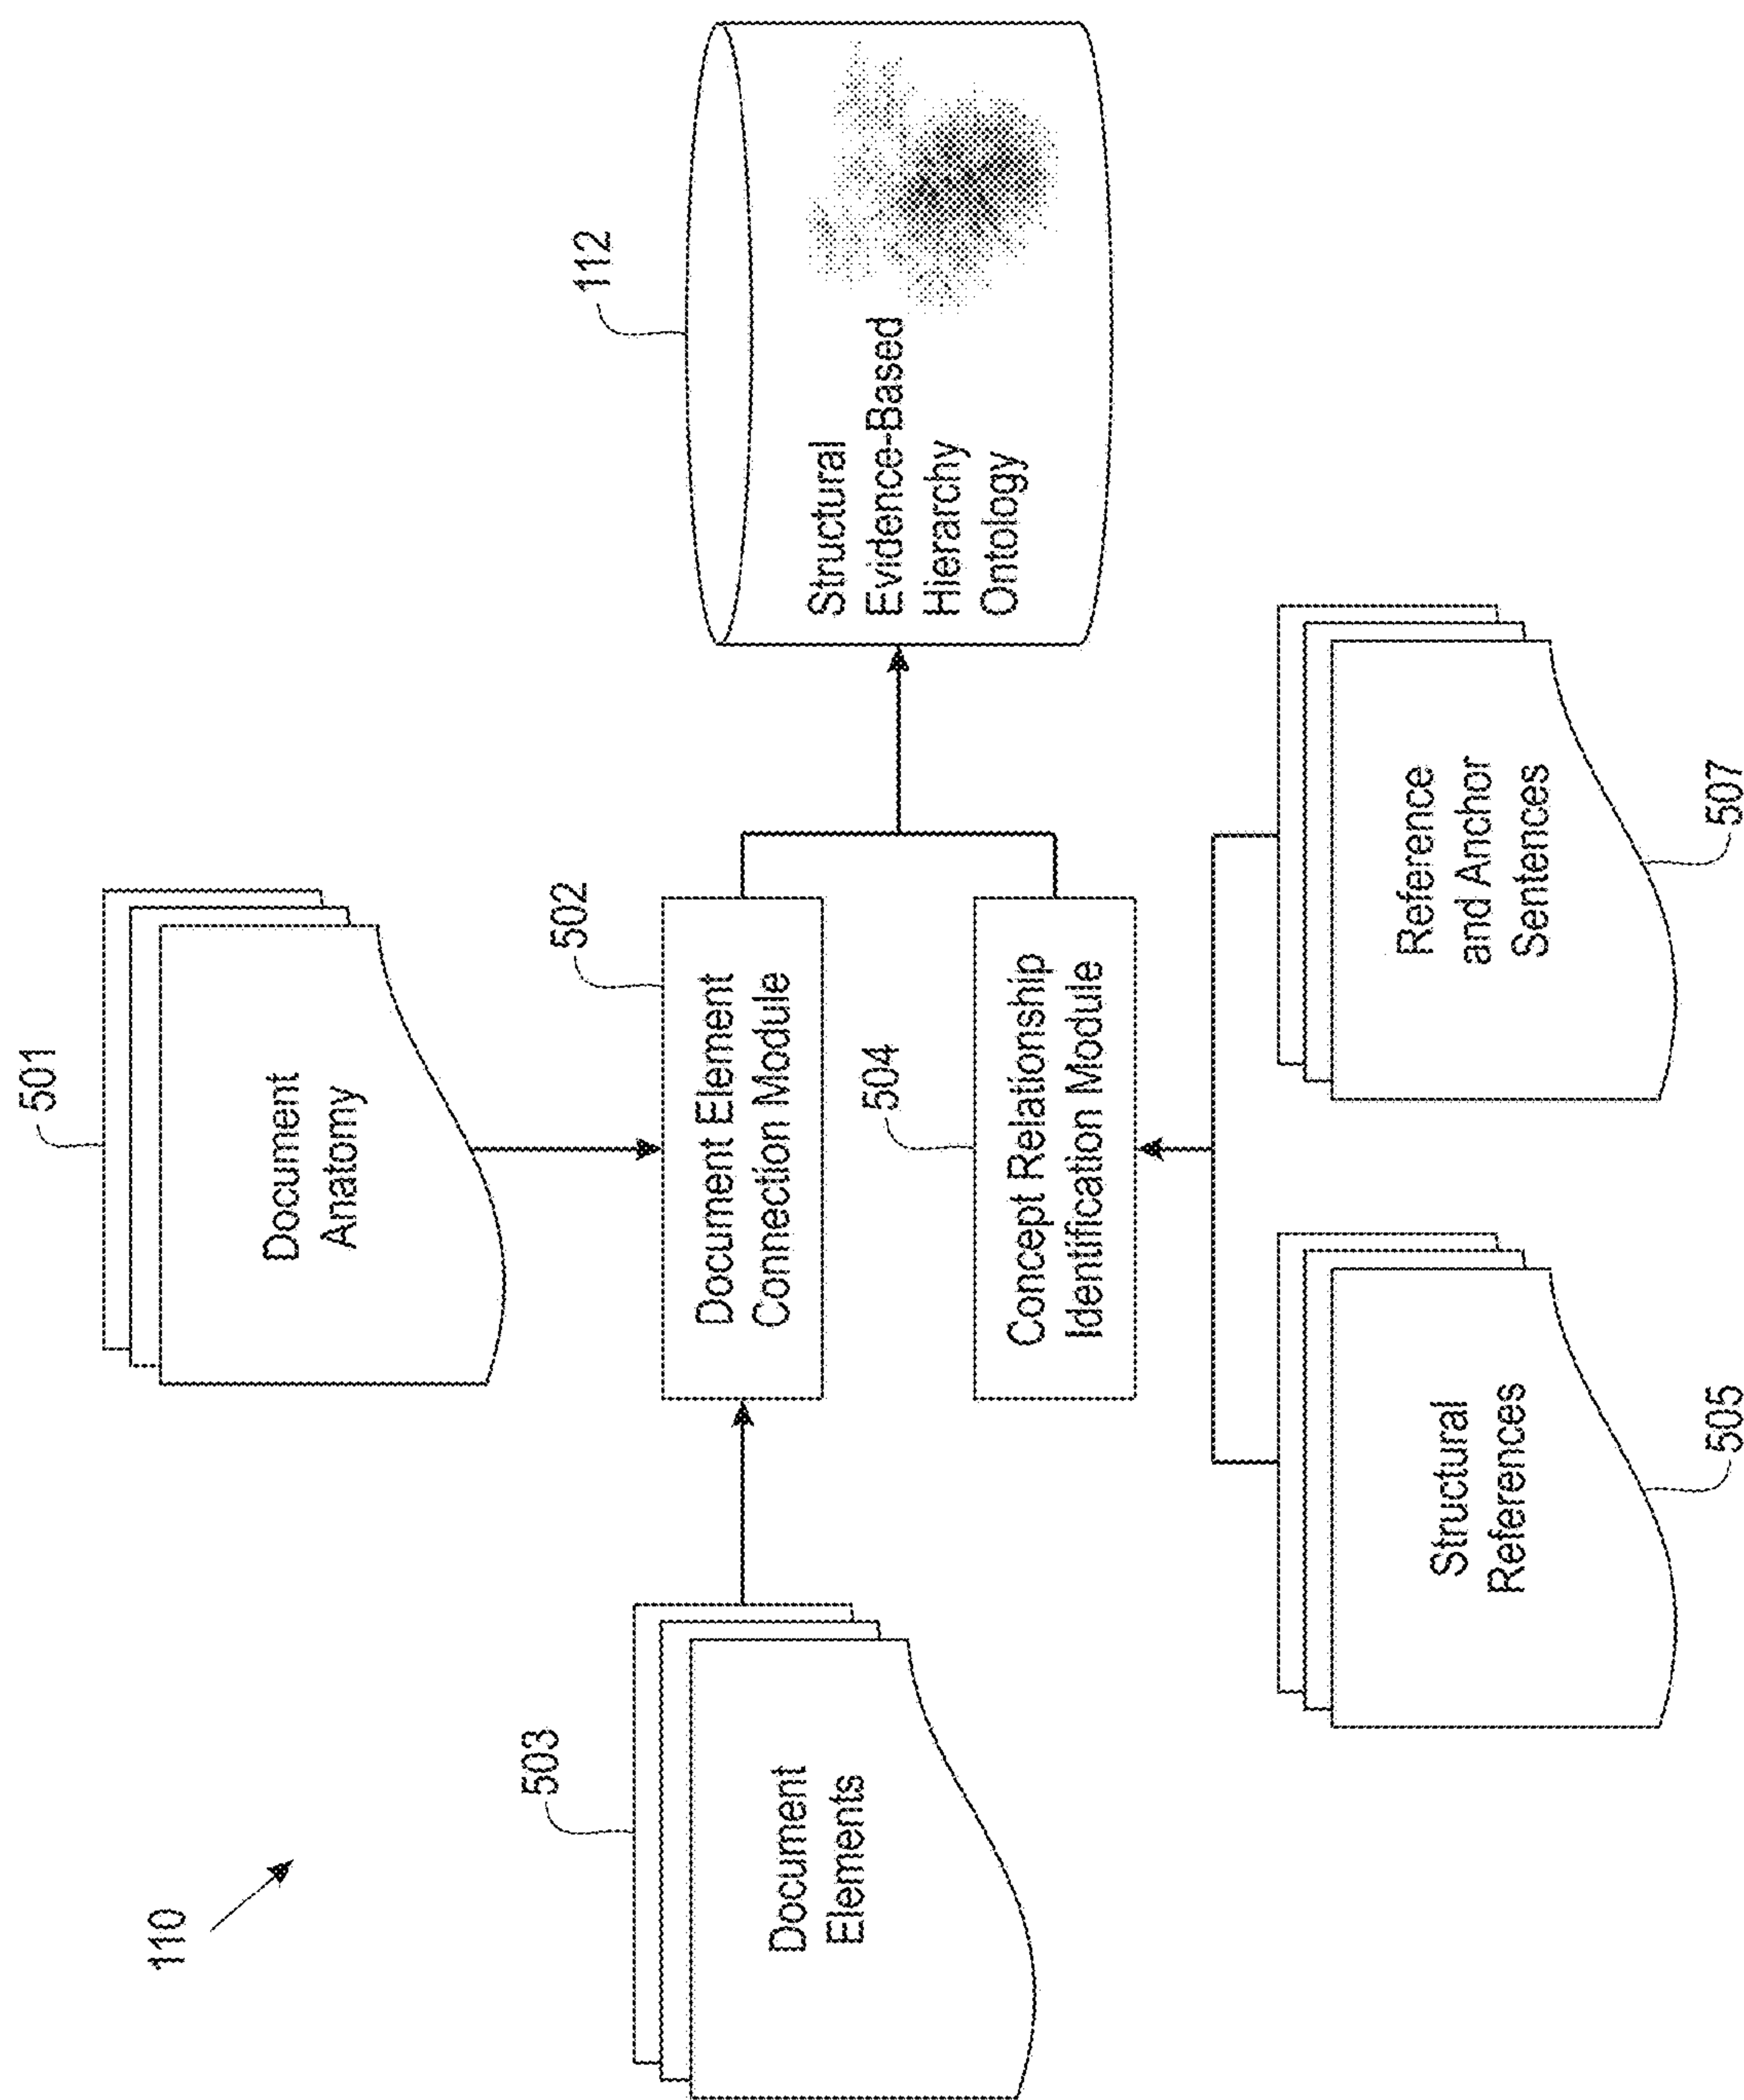 110
501
Document
Anatomy
503
Document
Elements
502
Document Element
Connection Module
504
Concept Relationship
Identification Module
112
Structural
Evidence-Based
Hierarchy
Ontology
Structural
References
505
Reference
and Anchor
Sentences
507